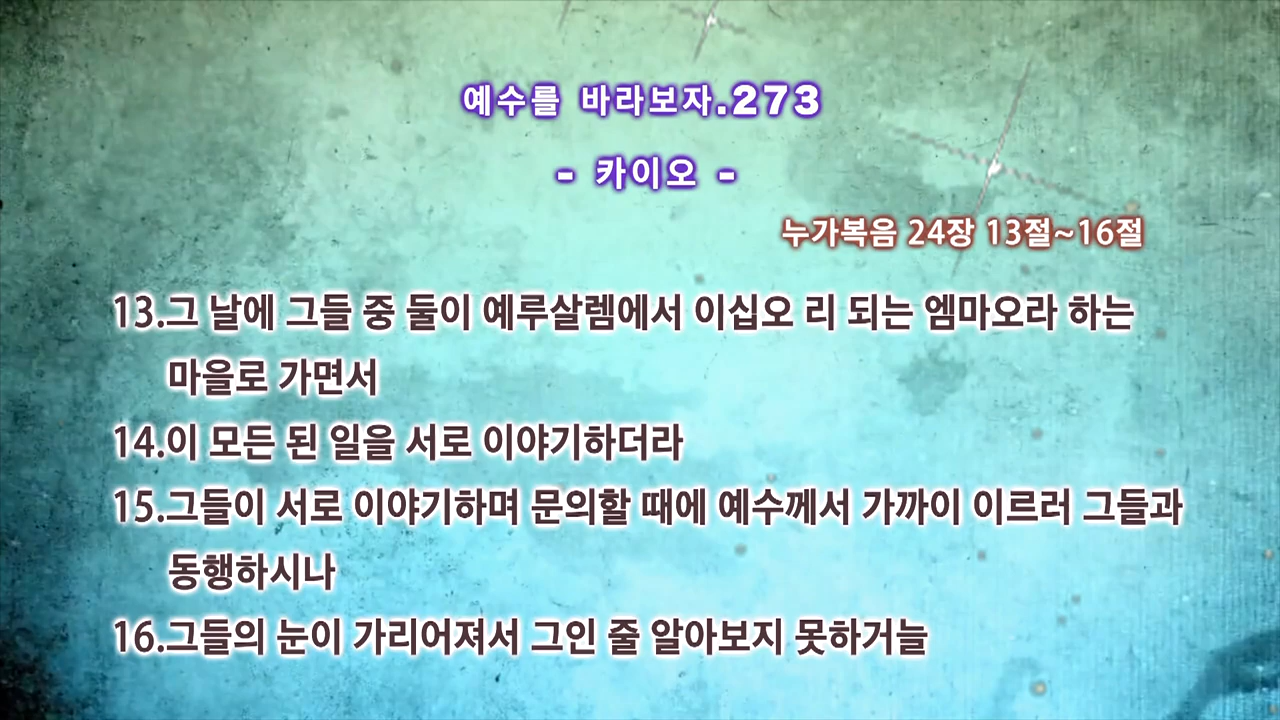 예수를 바라보자.273
- 카이오 -
누가복음 24장 13절~16절
13.그 날에 그들 중 둘이 예루살렘에서 이십오 리 되는 엠마오라 하는
마을로 가면서
14.이 모든 된 일을 서로 이야기하더라
15.그들이 서로 이야기하며 문의할 때에 예수께서 가까이 이르러 그들과
동행하시나
16.그들의 눈이 가리어져서 그인 줄 알아보지 못하거늘